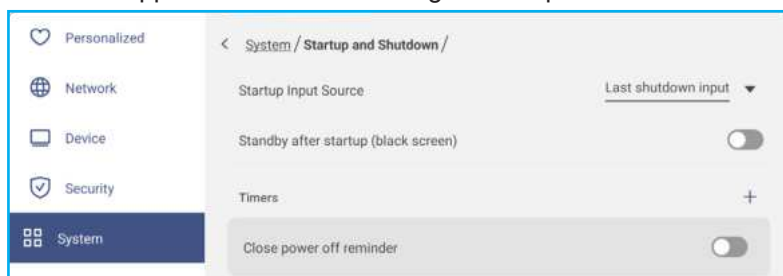 Personalized
Network
Device
Security
System
< System / Startup and Shutdown /
Startup Input Source Last shutdown input
Standby after startup (black screen)
Timers +
Close power off reminder